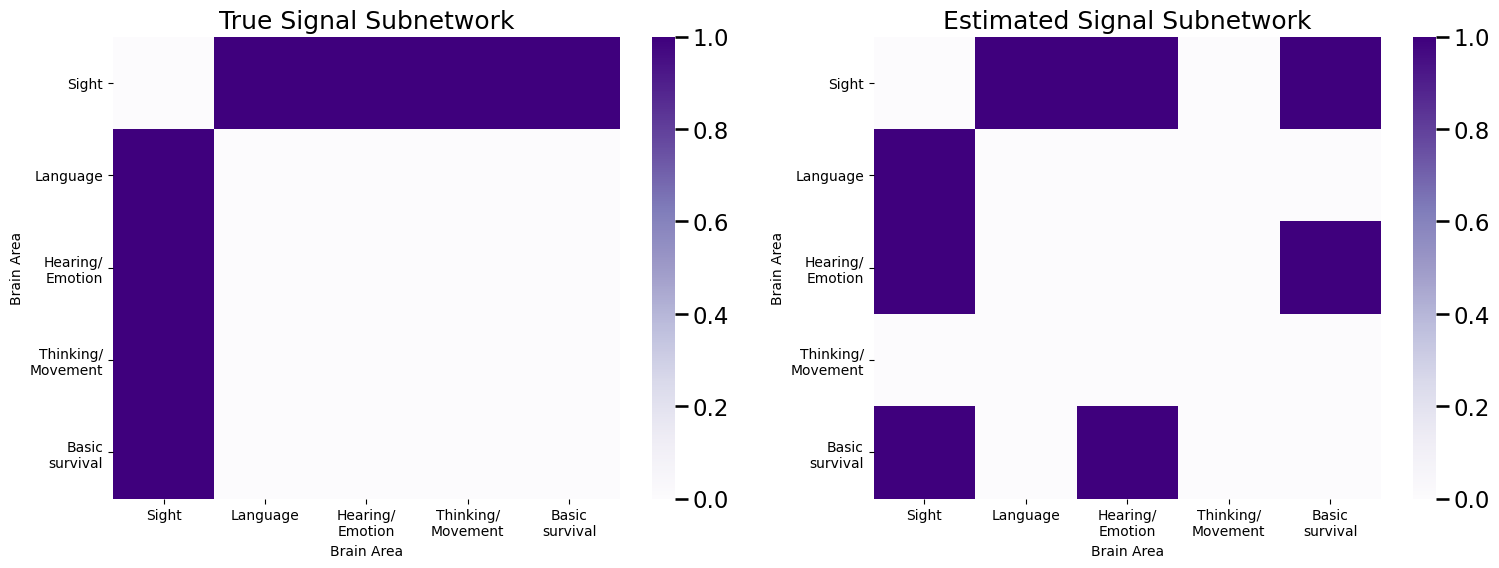 True Signal Subnetwork
Brain Area
Sight
Language
Hearing/
Emotion
Thinking/
Movement
Basic
survival
Sight
Language
Hearing/
Emotion
Thinking/
Movement
Basic
survival
Brain Area
1.0
0.8
0.6
0.4
0.2
0.0
Estimated Signal Subnetwork
Brain Area
Sight
Language
Hearing/
Emotion
Thinking/
Movement
Basic
survival
Sight
Language
Hearing/
Emotion
Thinking/
Movement
Basic
survival
Brain Area
1.0
0.8
0.6
0.4
0.2
0.0